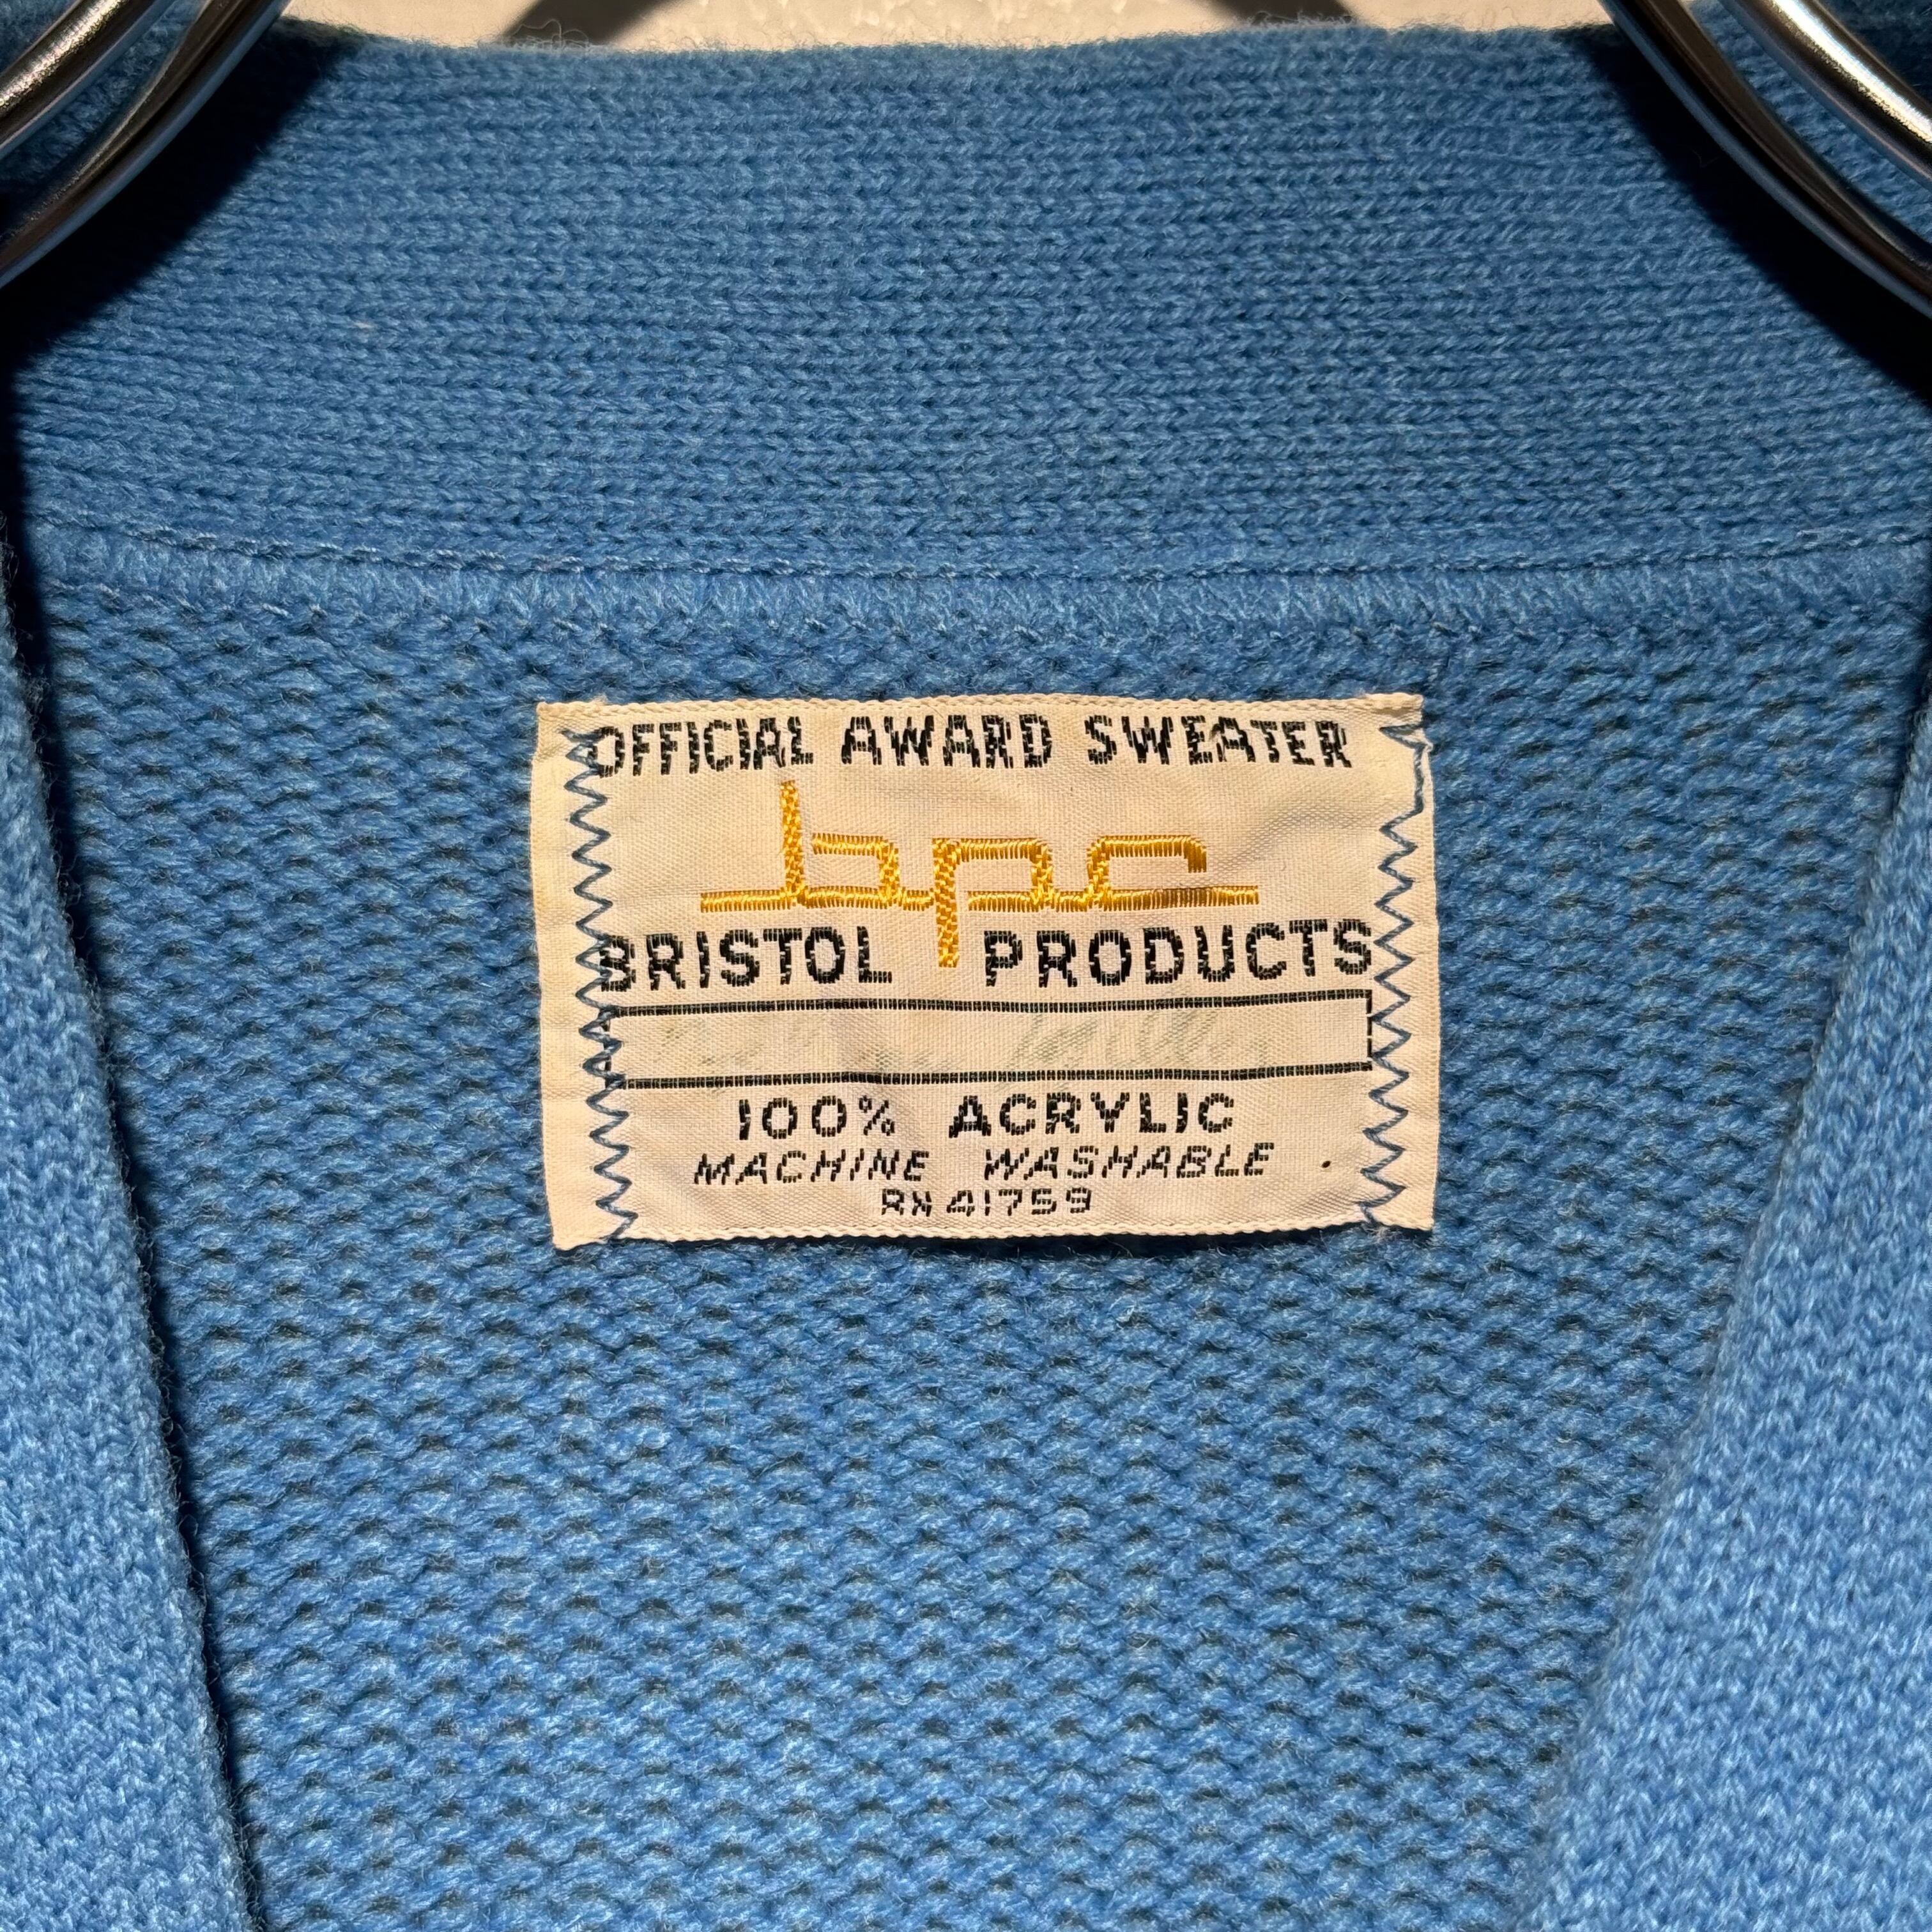 OFFICIAL AWARD SWEATER
bpc
BRISTOL PRODUCTS
100% ACRYLIC
MACHINE WASHABLE
RN 41759